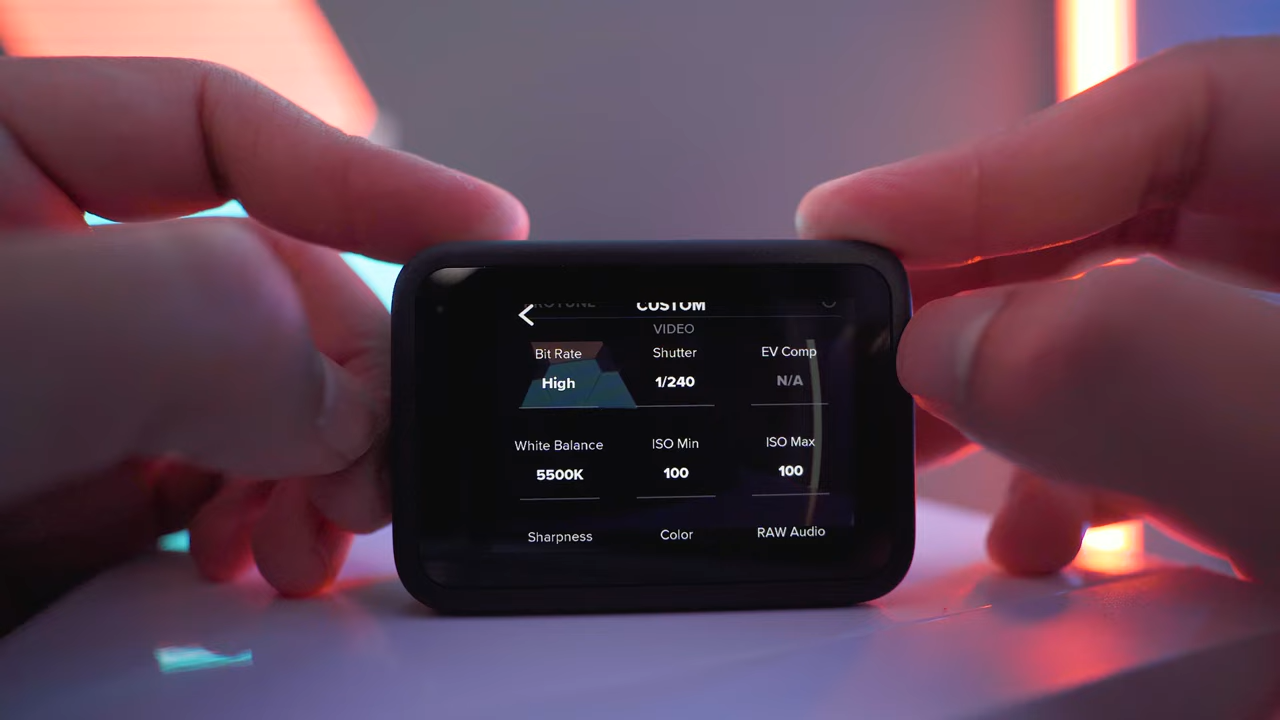 CUSTOM
VIDEO
Bit Rate Shutter EV Comp
High 1/240 N/A
White Balance ISO Min ISO Max
5500K 100 100
Sharpness Color RAW Audio